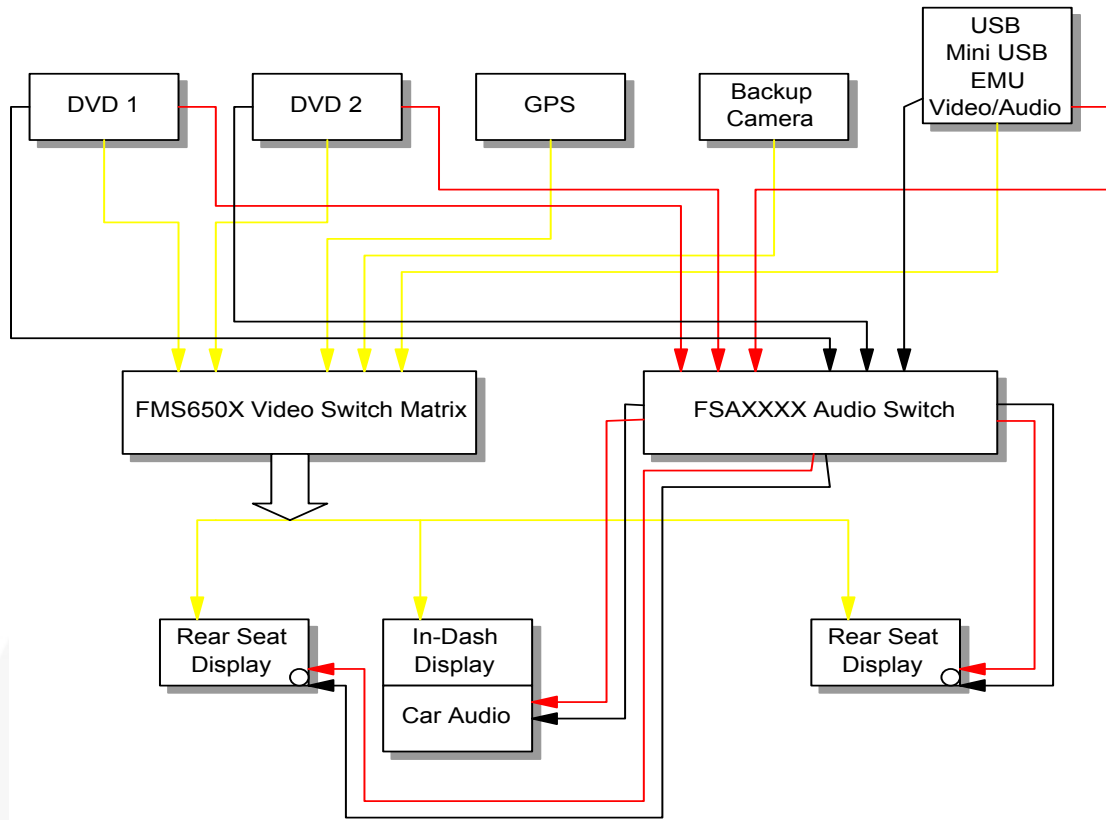 USB
Mini USB
EMU
Video/Audio
DVD 1
DVD 2
GPS
Backup
Camera
FMS650X Video Switch Matrix
FSAXXXX Audio Switch
Rear Seat
Display
In-Dash
Display
Car Audio
Rear Seat
Display